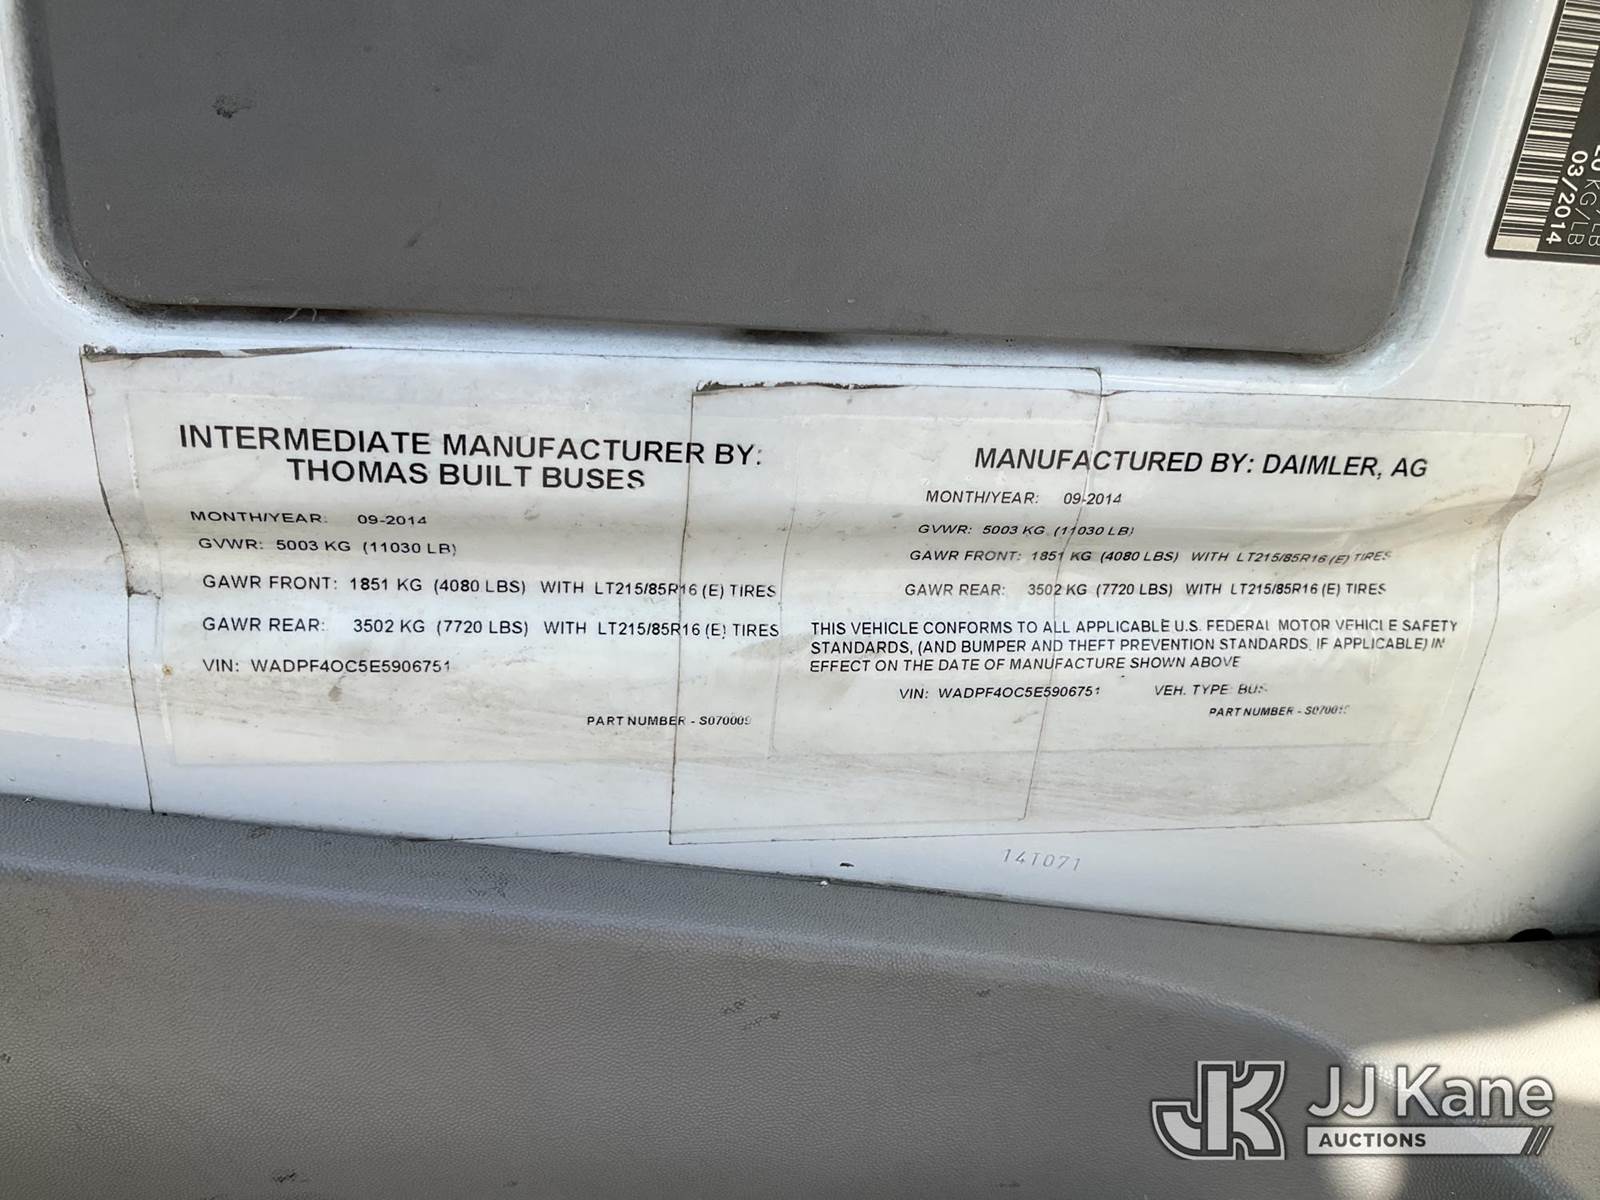 INTERMEDIATE MANUFACTURER BY:
THOMAS BUILT BUSES
MONTH/YEAR: 09-2014
GVWR: 5003 KG (11030 LB)
GAWR FRONT: 1851 KG (4080 LBS) WITH LT215/85R16 (E) TIRES
GAWR REAR: 3502 KG (7720 LBS) WITH LT215/85R16 (E) TIRES
VIN: WADPF4OC5E5906751
PART NUMBER - S070009
MANUFACTURED BY: DAIMLER, AG
MONTH/YEAR: 09-2014
GVWR: 5003 KG (11030 LB)
GAWR FRONT: 1851 KG (4080 LBS) WITH LT215/85R16 (E) TIRES
GAWR REAR: 3502 KG (7720 LBS) WITH LT215/85R16 (E) TIRES
THIS VEHICLE CONFORMS TO ALL APPLICABLE U.S. FEDERAL MOTOR VEHICLE SAFETY
STANDARDS, (AND BUMPER AND THEFT PREVENTION STANDARDS, IF APPLICABLE) IN
EFFECT ON THE DATE OF MANUFACTURE SHOWN ABOVE
VIN: WADPF4OC5E5906751 VEH. TYPE: BUS
PART NUMBER -
14T071
KG/LB
03/2014
JK JJ Kane
AUCTIONS